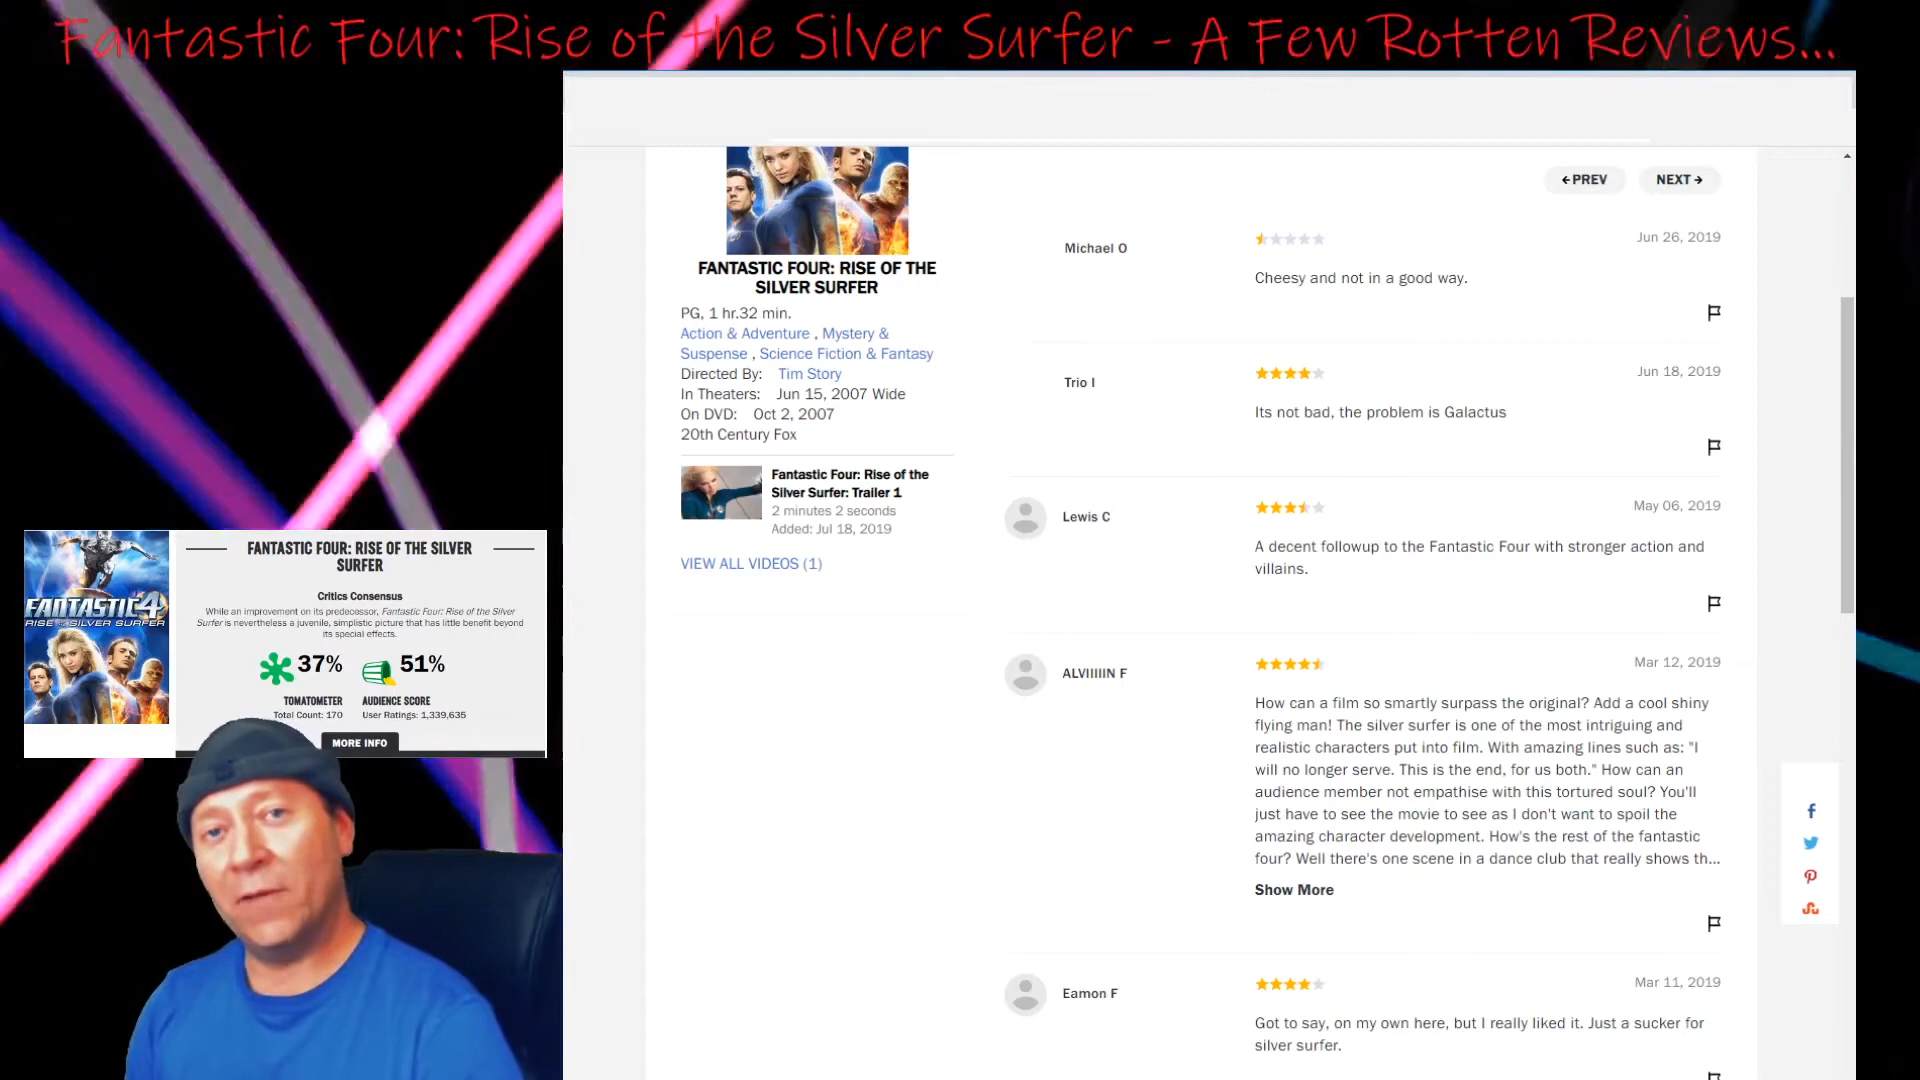 Fantastic Four: Rise of the Silver Surfer - A Few Rotten Reviews...
FANTASTIC FOUR: RISE OF THE
SILVER SURFER
PG, 1 hr.32 min.
Action & Adventure , Mystery &
Suspense , Science Fiction & Fantasy
Directed By: Tim Story
In Theaters: Jun 15, 2007 Wide
On DVD: Oct 2, 2007
20th Century Fox
Fantastic Four: Rise of the
Silver Surfer: Trailer 1
2 minutes 2 seconds
Added: Jul 18, 2019
VIEW ALL VIDEOS (1)
PREV NEXT
Michael O
Jun 26, 2019
Cheesy and not in a good way.
Trio I
Jun 18, 2019
Its not bad, the problem is Galactus
Lewis C
May 06, 2019
A decent followup to the Fantastic Four with stronger action and
villains.
ALVIIIIIN F
Mar 12, 2019
How can a film so smartly surpass the original? Add a cool shiny
flying man! The silver surfer is one of the most intriguing and
realistic characters put into film. With amazing lines such as: "I
will no longer serve. This is the end, for us both." How can an
audience member not empathise with this tortured soul? You'll
just have to see the movie to see as I don't want to spoil the
amazing character development. How's the rest of the fantastic
four? Well there's one scene in a dance club that really shows th...
Show More
Eamon F
Mar 11, 2019
Got to say, on my own here, but I really liked it. Just a sucker for
silver surfer.
FANTASTIC 4
RISE OF THE SILVER SURFER
FANTASTIC FOUR: RISE OF THE SILVER
SURFER
Critics Consensus
While an improvement on its predecessor, Fantastic Four: Rise of the Silver
Surfer is nevertheless a juvenile, simplistic picture that has little benefit beyond
its special effects.
37% 51%
TOMATOMETER AUDIENCE SCORE
Total Count: 170 User Ratings: 1,339,635
MORE INFO